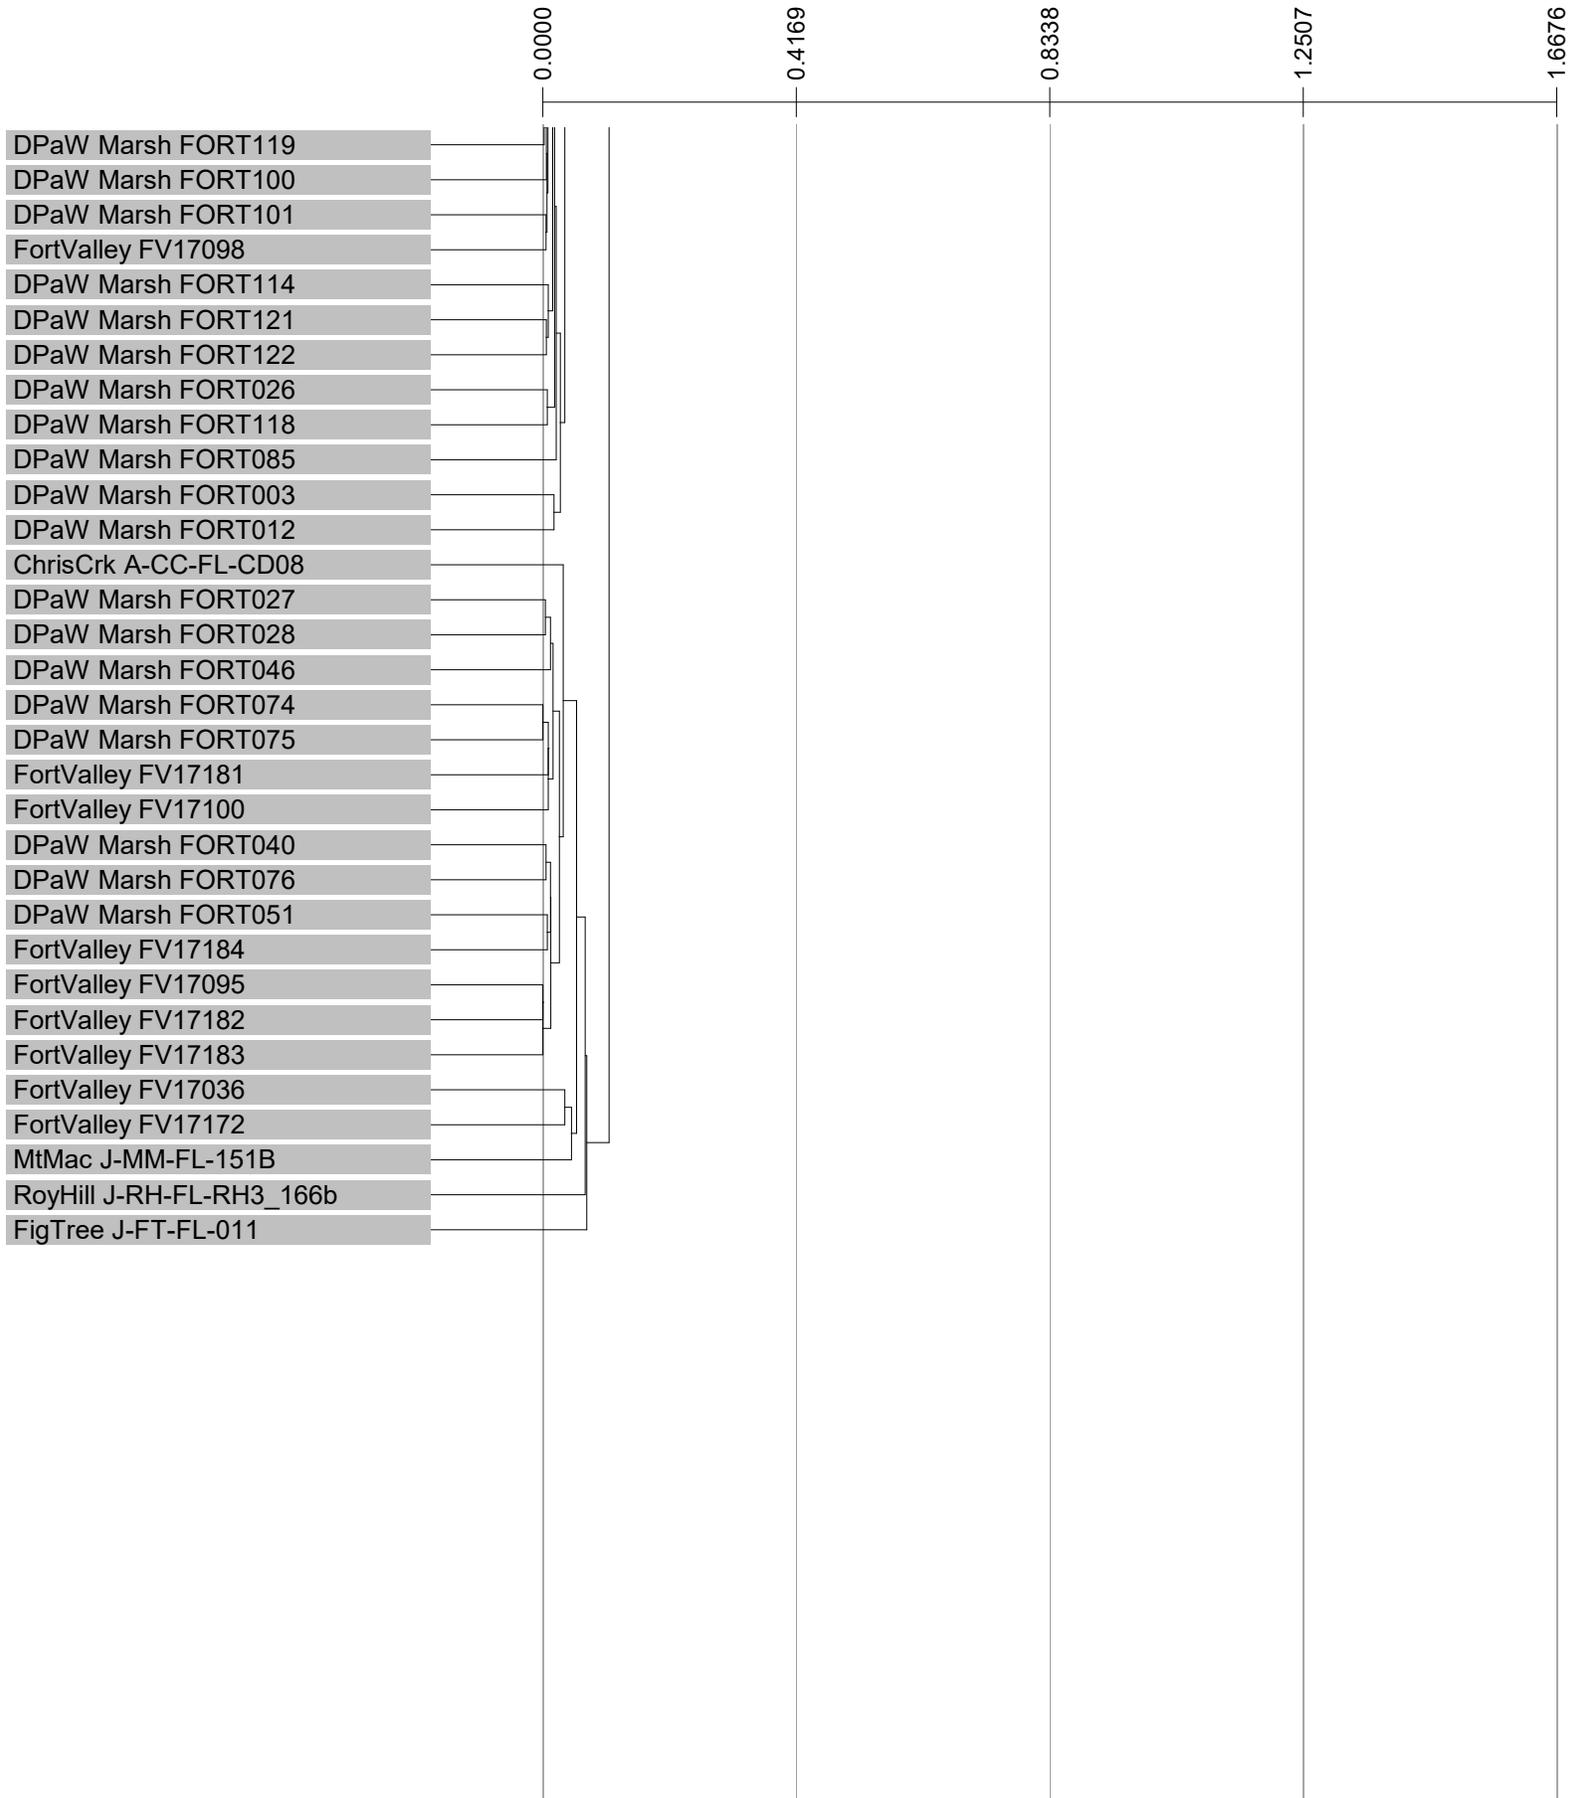 0.0000
0.4169
0.8338
1.2507
1.6676
DPaW Marsh FORT119
DPaW Marsh FORT100
DPaW Marsh FORT101
FortValley FV17098
DPaW Marsh FORT114
DPaW Marsh FORT121
DPaW Marsh FORT122
DPaW Marsh FORT026
DPaW Marsh FORT118
DPaW Marsh FORT085
DPaW Marsh FORT003
DPaW Marsh FORT012
ChrisCrk A-CC-FL-CD08
DPaW Marsh FORT027
DPaW Marsh FORT028
DPaW Marsh FORT046
DPaW Marsh FORT074
DPaW Marsh FORT075
FortValley FV17181
FortValley FV17100
DPaW Marsh FORT040
DPaW Marsh FORT076
DPaW Marsh FORT051
FortValley FV17184
FortValley FV17095
FortValley FV17182
FortValley FV17183
FortValley FV17036
FortValley FV17172
MtMac J-MM-FL-151B
RoyHill J-RH-FL-RH3_166b
FigTree J-FT-FL-011